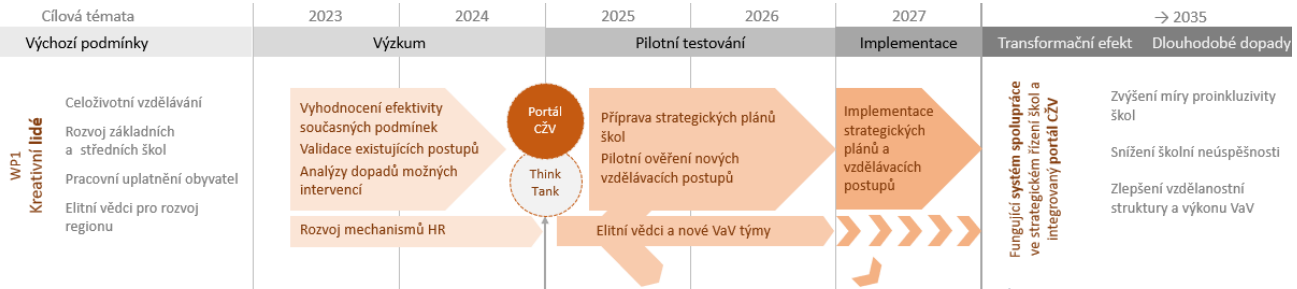 Cílová témata
2023
2024
2025
2026
2027
→ 2035
Výchozí podmínky
Výzkum
Pilotní testování
Implementace
Transformační efekt
Dlouhodobé dopady
WP1
Kreativní lidé
Celoživotní vzdělávání
Rozvoj základních
a středních škol
Pracovní uplatnění obyvatel
Elitní vědci pro rozvoj
regionu
Vyhodnocení efektivity
současných podmínek
Validace existujících postupů
Analýzy dopadů možných
intervencí
Rozvoj mechanismů HR
Portál
CŽV
Think
Tank
Příprava strategických plánů
škol
Pilotní ověření nových
vzdělávacích postupů
Elitní vědci a nové VaV týmy
Implementace
strategických
plánů a
vzdělávacích
postupů
Fungující systém spolupráce
ve strategickém řízení škol a
integrovaný portál CŽV
Zvýšení míry proinkluzivity
škol
Snížení školní neúspěšnosti
Zlepšení vzdělanostní
struktury a výkonu VaV